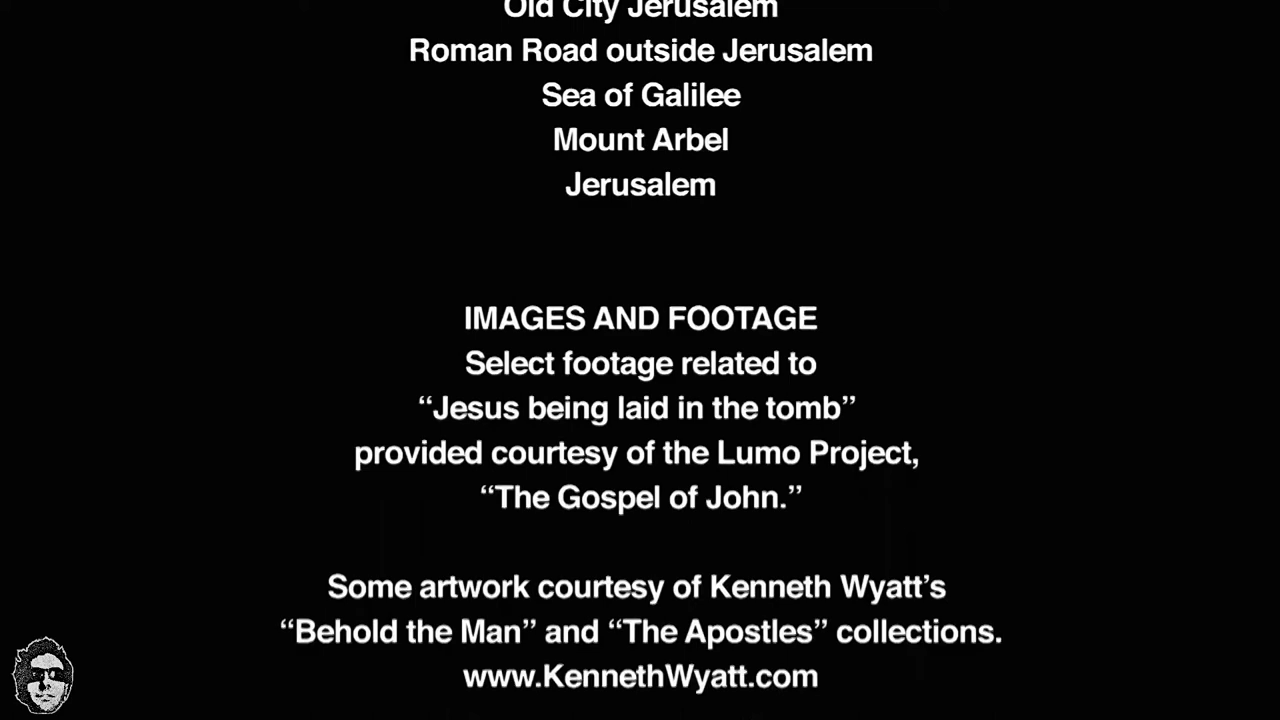 Old City Jerusalem
Roman Road outside Jerusalem
Sea of Galilee
Mount Arbel
Jerusalem
IMAGES AND FOOTAGE
Select footage related to
“Jesus being laid in the tomb”
provided courtesy of the Lumo Project,
“The Gospel of John.”
Some artwork courtesy of Kenneth Wyatt’s
“Behold the Man” and “The Apostles” collections.
www.KennethWyatt.com